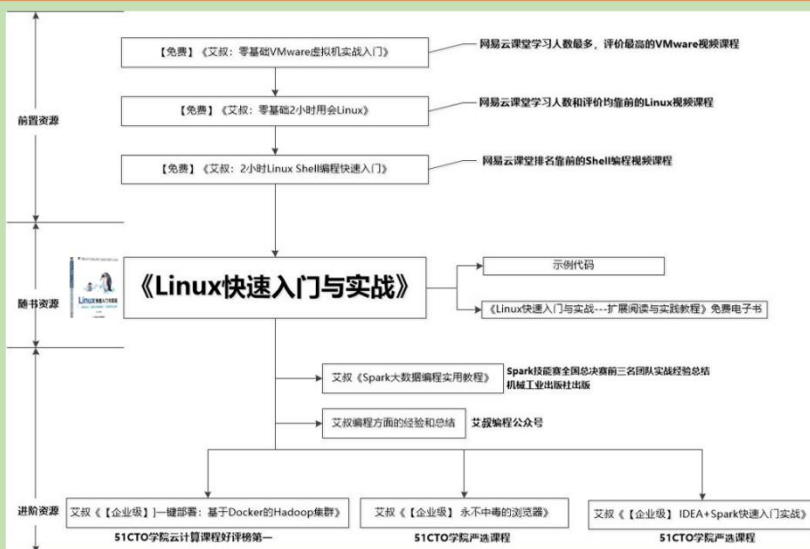 【免费】《艾叔：零基础VMware虚拟机实战入门》
网易云课堂学习人数最多，评价最高的VMware视频课程
前置资源
【免费】《艾叔：零基础2小时用会Linux》
网易云课堂学习人数和评价均靠前的Linux视频课程
【免费】《艾叔：2小时Linux Shell编程快速入门》
网易云课堂排名靠前的Shell编程视频课程
随书资源
《Linux快速入门与实战》
示例代码
《Linux快速入门与实战---扩展阅读与实践教程》免费电子书
艾叔《Spark大数据编程实用教程》
Spark技能赛全国总决赛前三名团队实战经验总结
机械工业出版社出版
艾叔编程方面的经验和总结
艾叔编程公众号
进阶资源
艾叔《【企业级】]一键部署：基于Docker的Hadoop集群》
艾叔《【企业级】 永不中毒的浏览器》
艾叔《【企业级】 IDEA+Spark快速入门实战》
51CTO学院云计算课程好评榜第一
51CTO学院严选课程
51CTO学院严选课程